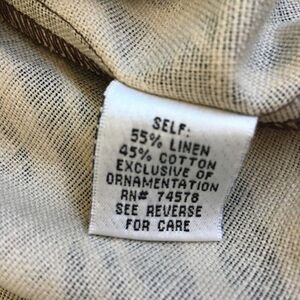 SELF:
55% LINEN
45% COTTON
EXCLUSIVE OF
ORNAMENTATION
RN# 74578
SEE REVERSE
FOR CARE